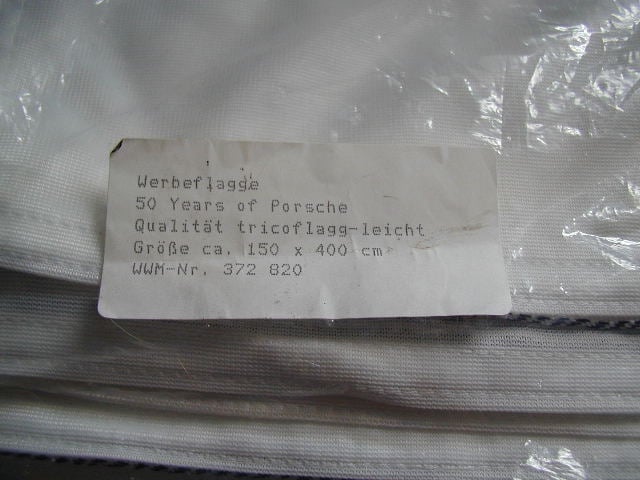 Werbeflagge
50 Years of Porsche
Qualität tricoflagg-leicht
Größe ca. 150 x 400 cm
WWM-Nr. 372 820